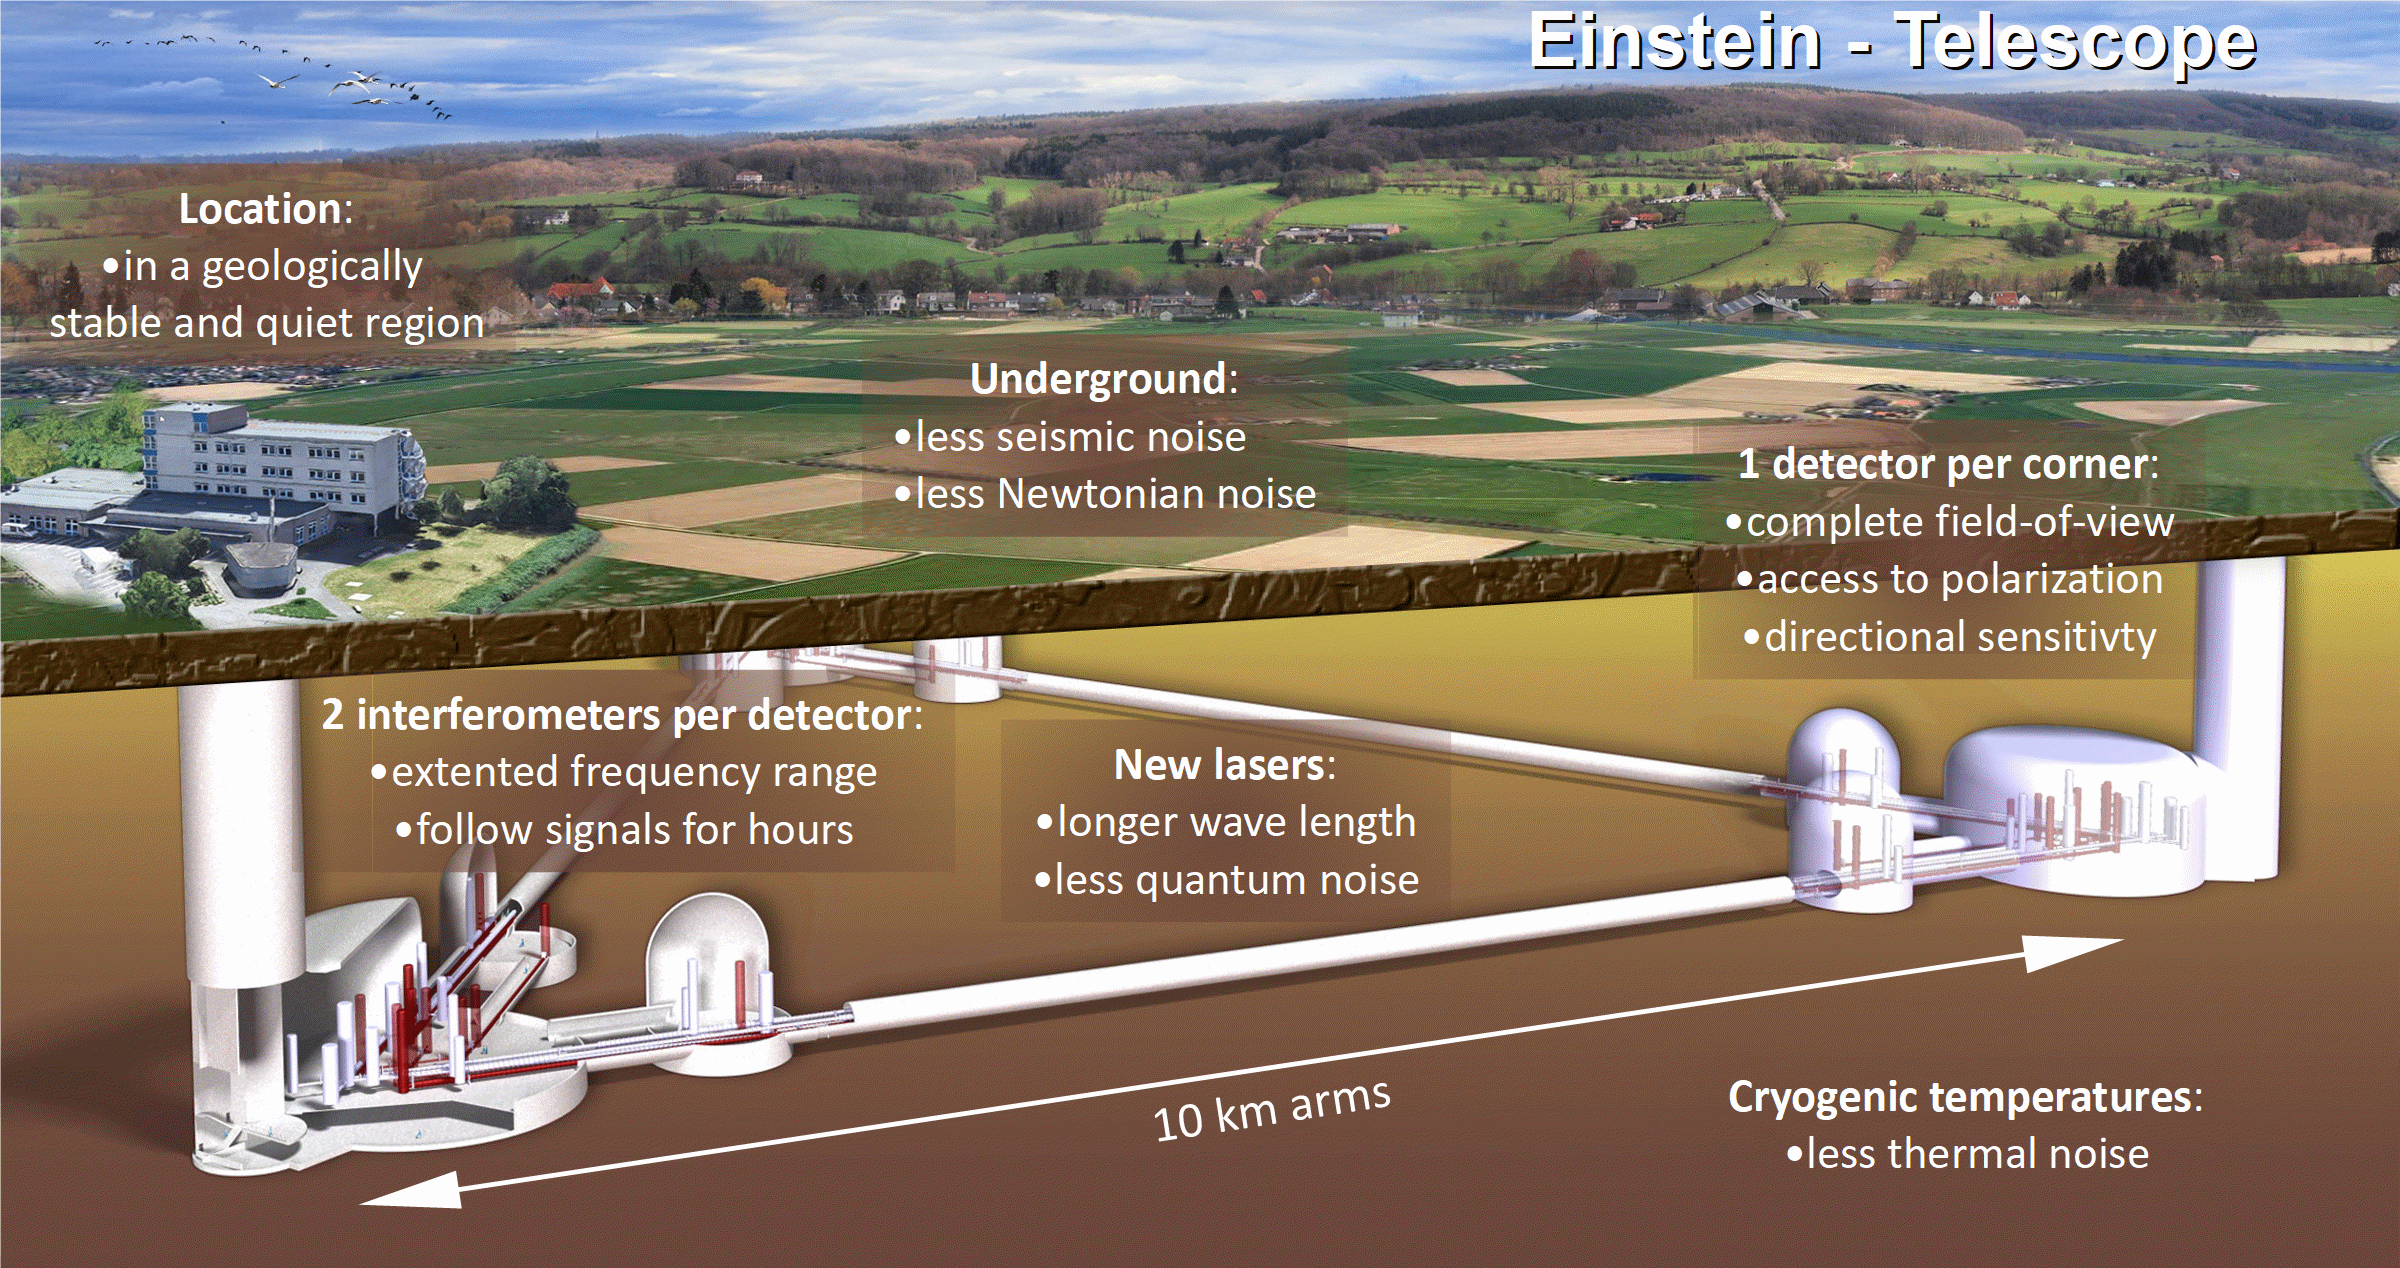 Einstein - Telescope
Location:
•in a geologically
stable and quiet region
Underground:
•less seismic noise
•less Newtonian noise
1 detector per corner:
•complete field-of-view
•access to polarization
•directional sensitivty
2 interferometers per detector:
•extented frequency range
•follow signals for hours
New lasers:
•longer wave length
•less quantum noise
10 km arms
Cryogenic temperatures:
•less thermal noise